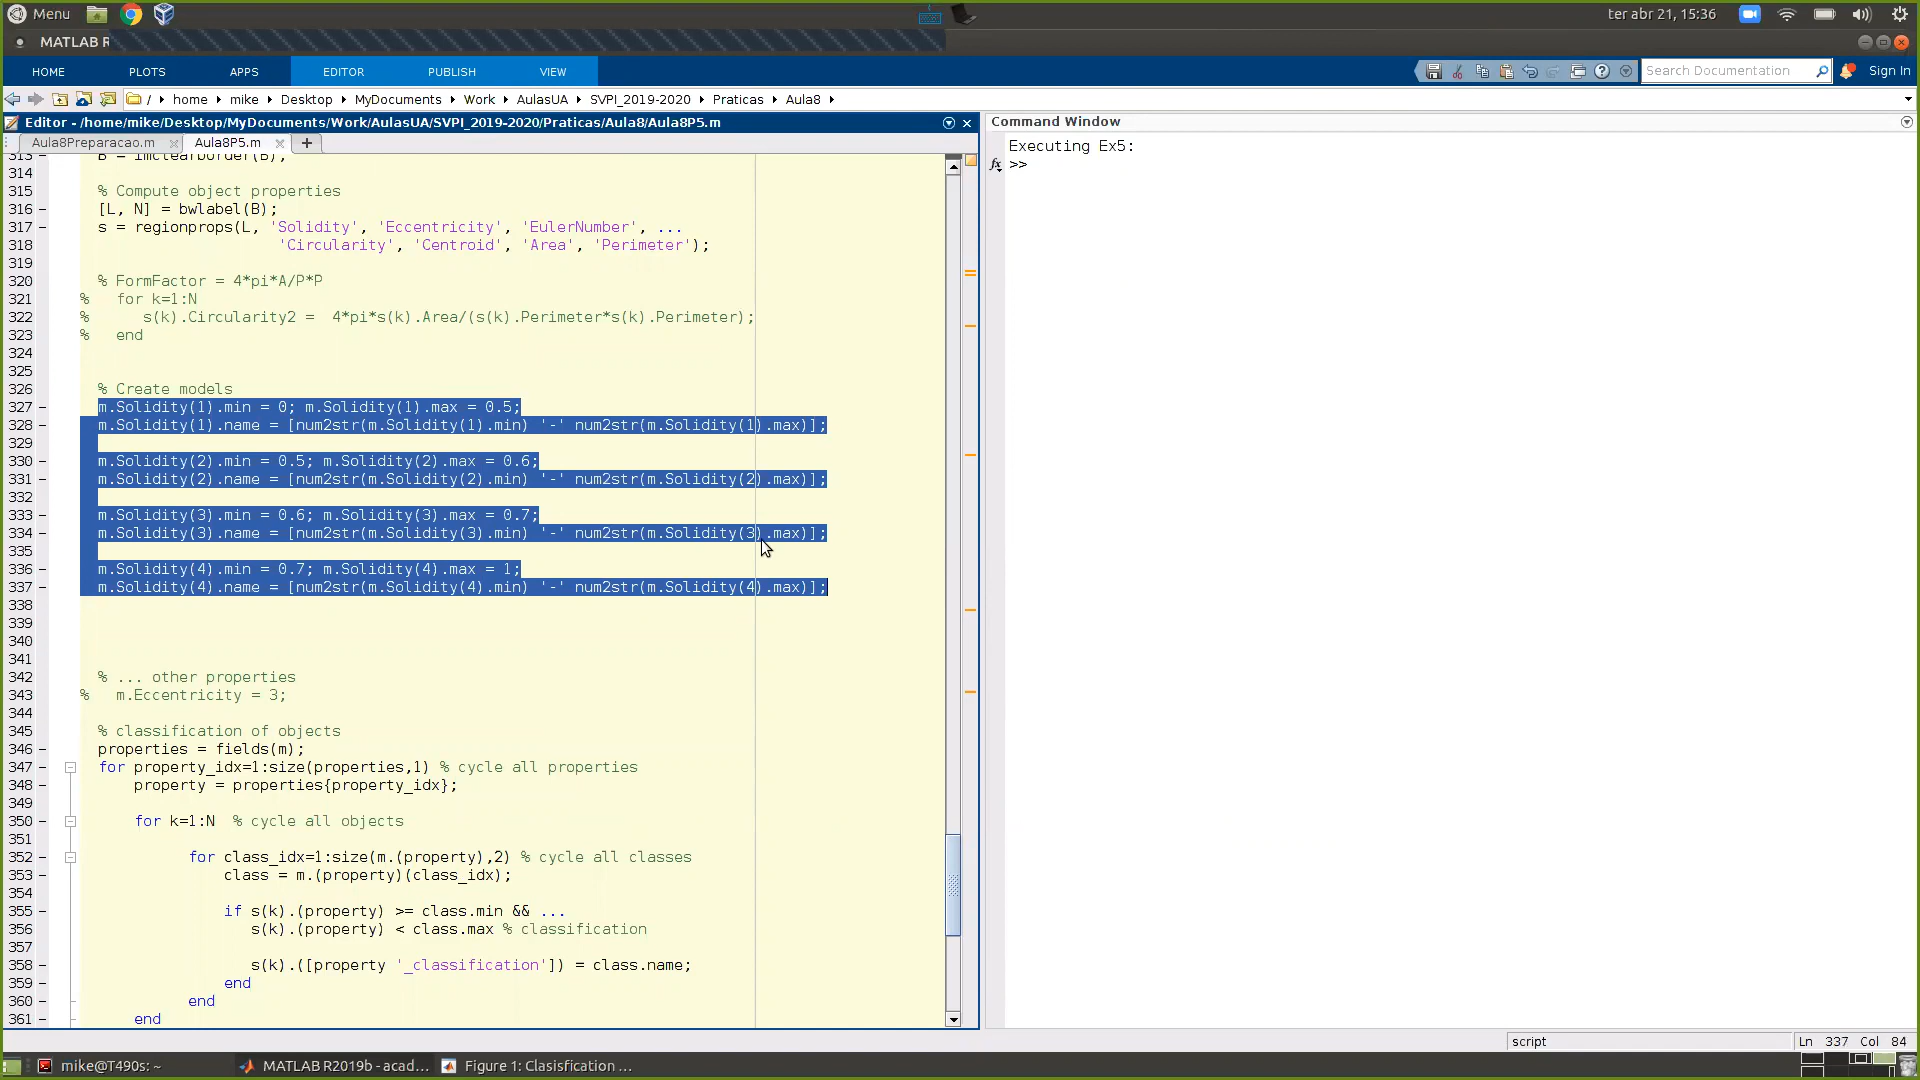 Menu
ter abr 21, 15:36
MATLAB R
HOME PLOTS APPS EDITOR PUBLISH VIEW
Search Documentation
Sign In
/ ▸ home ▸ mike ▸ Desktop ▸ MyDocuments ▸ Work ▸ AulasUA ▸ SVPI_2019-2020 ▸ Praticas ▸ Aula8 ▸
Editor - /home/mike/Desktop/MyDocuments/Work/AulasUA/SVPI_2019-2020/Praticas/Aula8/Aula8P5.m
Aula8Preparacao.m × Aula8P5.m × +
313 B = imclearborder(B);
314
315 % Compute object properties
316 – [L, N] = bwlabel(B);
317 – s = regionprops(L, 'Solidity', 'Eccentricity', 'EulerNumber', ...
318 'Circularity', 'Centroid', 'Area', 'Perimeter');
319
320 % FormFactor = 4*pi*A/P*P
321 % for k=1:N
322 % s(k).Circularity2 = 4*pi*s(k).Area/(s(k).Perimeter*s(k).Perimeter);
323 % end
324
325
326 % Create models
327 – m.Solidity(1).min = 0; m.Solidity(1).max = 0.5;
328 – m.Solidity(1).name = [num2str(m.Solidity(1).min) '-' num2str(m.Solidity(1).max)];
329
330 – m.Solidity(2).min = 0.5; m.Solidity(2).max = 0.6;
331 – m.Solidity(2).name = [num2str(m.Solidity(2).min) '-' num2str(m.Solidity(2).max)];
332
333 – m.Solidity(3).min = 0.6; m.Solidity(3).max = 0.7;
334 – m.Solidity(3).name = [num2str(m.Solidity(3).min) '-' num2str(m.Solidity(3).max)];
335
336 – m.Solidity(4).min = 0.7; m.Solidity(4).max = 1;
337 – m.Solidity(4).name = [num2str(m.Solidity(4).min) '-' num2str(m.Solidity(4).max)];
338
339
340
341
342 % ... other properties
343 % m.Eccentricity = 3;
344
345 % classification of objects
346 – properties = fields(m);
347 – for property_idx=1:size(properties,1) % cycle all properties
348 – property = properties{property_idx};
349
350 – for k=1:N % cycle all objects
351
352 – for class_idx=1:size(m.(property),2) % cycle all classes
353 – class = m.(property)(class_idx);
354
355 – if s(k).(property) >= class.min && ...
356 – s(k).(property) < class.max % classification
357
358 – s(k).([property '_classification']) = class.name;
359 – end
360 – end
361 – end
Command Window
Executing Ex5:
fx >>
script
Ln 337 Col 84
mike@T490s: ~
MATLAB R2019b - acad...
Figure 1: Clasisfication ...